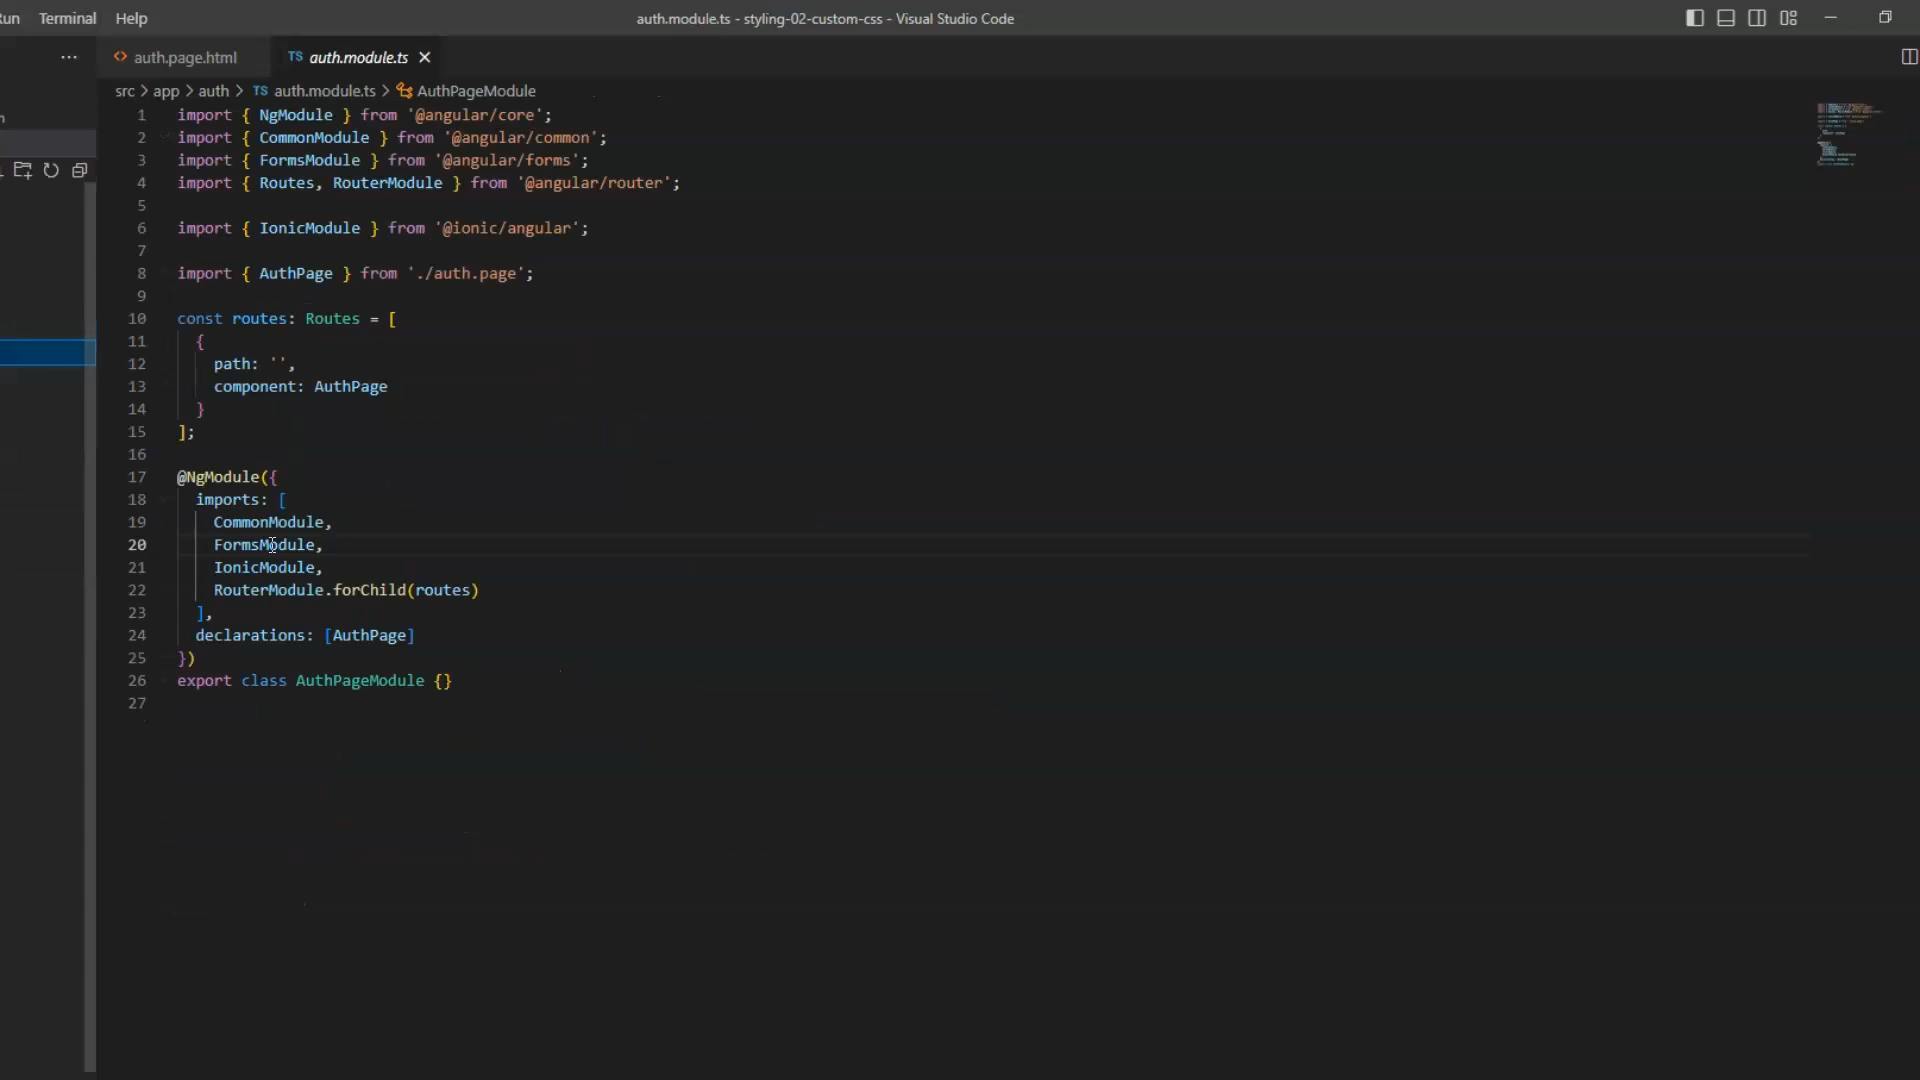 Run Terminal Help
auth.module.ts - styling-02-custom-css - Visual Studio Code
auth.page.html
TS auth.module.ts
src > app > auth > TS auth.module.ts > AuthPageModule
1 import { NgModule } from '@angular/core';
2 import { CommonModule } from '@angular/common';
3 import { FormsModule } from '@angular/forms';
4 import { Routes, RouterModule } from '@angular/router';
5
6 import { IonicModule } from '@ionic/angular';
7
8 import { AuthPage } from './auth.page';
9
10 const routes: Routes = [
11 {
12 path: '',
13 component: AuthPage
14 }
15 ];
16
17 @NgModule({
18 imports: [
19 CommonModule,
20 FormsModule,
21 IonicModule,
22 RouterModule.forChild(routes)
23 ],
24 declarations: [AuthPage]
25 })
26 export class AuthPageModule {}
27